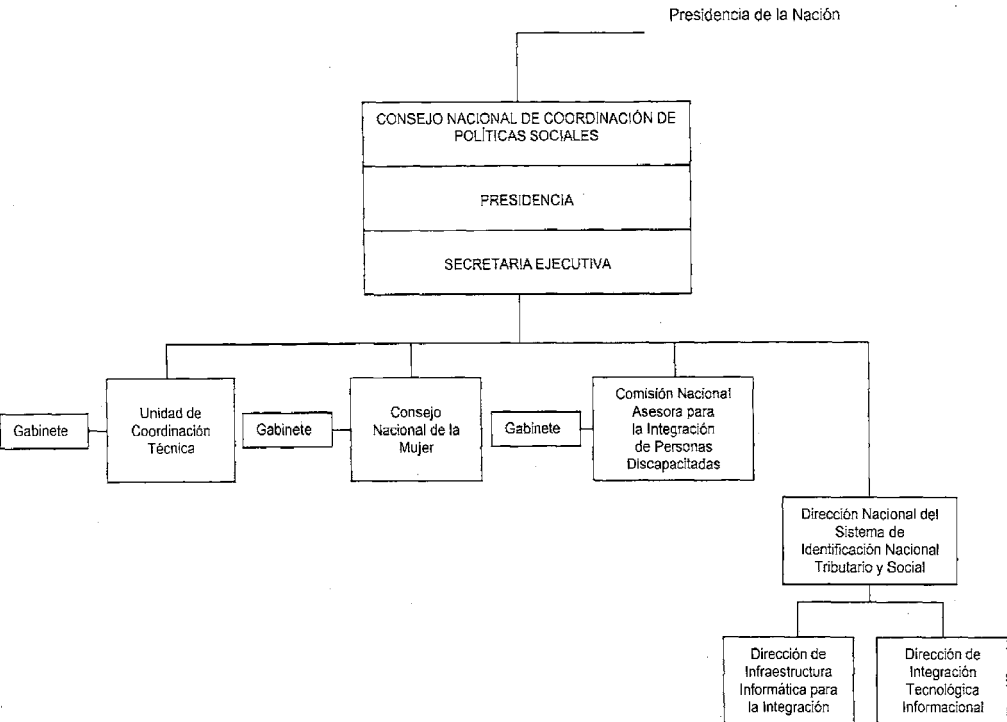 Presidencia de la Nación
CONSEJO NACIONAL DE COORDINACIÓN DE
POLÍTICAS SOCIALES
PRESIDENCIA
SECRETARIA EJECUTIVA
Gabinete
Unidad de
Coordinación
Técnica
Gabinete
Consejo
Nacional de la
Mujer
Gabinete
Comisión Nacional
Asesora para
la Integración
de Personas
Discapacitadas
Dirección Nacional del
Sistema de
Identificación Nacional
Tributario y Social
Dirección de
Infraestructura
Informática para
la Integración
Dirección de
Integración
Tecnológica
Informacional